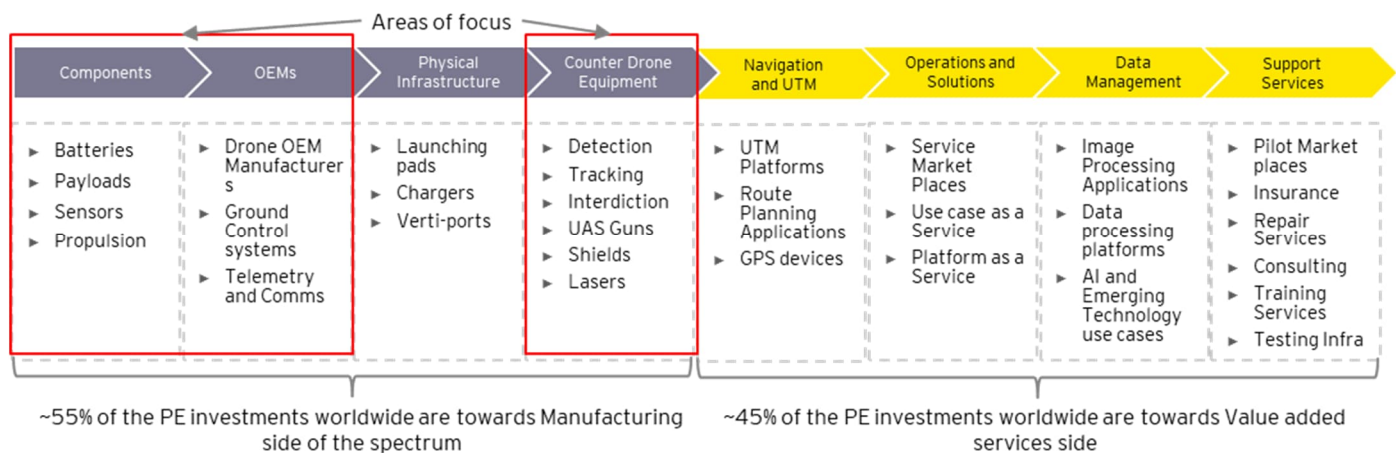 Areas of focus
Components
OEMs
Physical
Infrastructure
Counter Drone
Equipment
Navigation
and UTM
Operations and
Solutions
Data
Management
Support
Services
► Batteries
► Payloads
► Sensors
► Propulsion
► Drone OEM
Manufacturer
s
► Ground
Control
systems
► Telemetry
and Comms
► Launching
pads
► Chargers
► Verti-ports
► Detection
► Tracking
► Interdiction
► UAS Guns
► Shields
► Lasers
► UTM
Platforms
► Route
Planning
Applications
► GPS devices
► Service
Market
Places
► Use case as a
Service
► Platform as a
Service
► Image
Processing
Applications
► Data
processing
platforms
► AI and
Emerging
Technology
use cases
► Pilot Market
places
► Insurance
► Repair
Services
► Consulting
► Training
Services
► Testing Infra
~55% of the PE investments worldwide are towards Manufacturing
side of the spectrum
~45% of the PE investments worldwide are towards Value added
services side